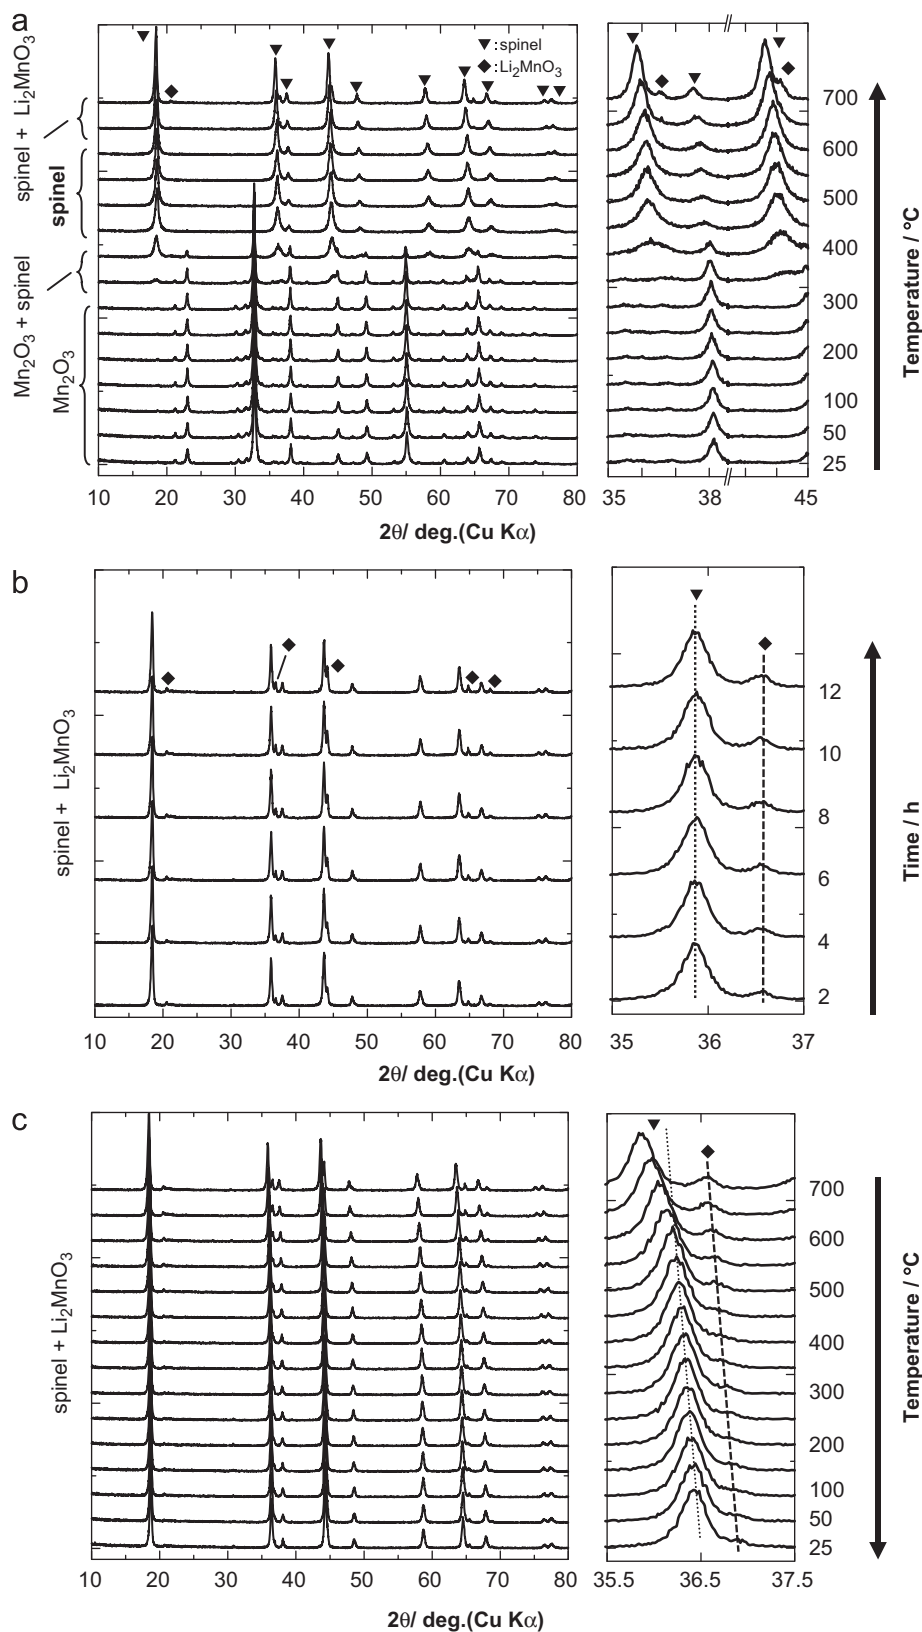 a
▼:spinel
◆:Li2MnO3
spinel + Li2MnO3
spinel
Mn2O3 + spinel
Mn2O3
700
600
500
400
300
200
100
50
25
Temperature / °C
10 20 30 40 50 60 70 80
35 38 45
2θ/ deg.(Cu Kα)
b
spinel + Li2MnO3
12
10
8
6
4
2
Time / h
10 20 30 40 50 60 70 80
35 36 37
2θ/ deg.(Cu Kα)
c
spinel + Li2MnO3
700
600
500
400
300
200
100
50
25
Temperature / °C
10 20 30 40 50 60 70 80
35.5 36.5 37.5
2θ/ deg.(Cu Kα)